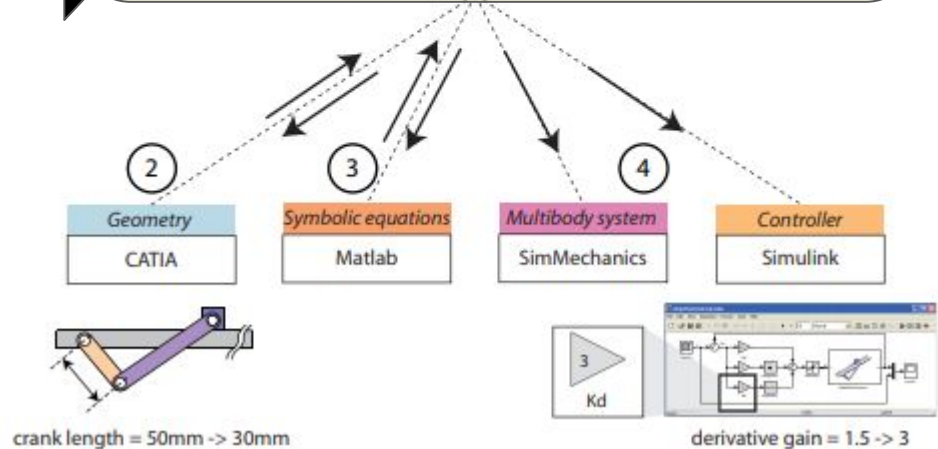 2
3
4
Geometry
Symbolic equations
Multibody system
Controller
CATIA
Matlab
SimMechanics
Simulink
3
Kd
crank length = 50mm -> 30mm
derivative gain = 1.5 -> 3